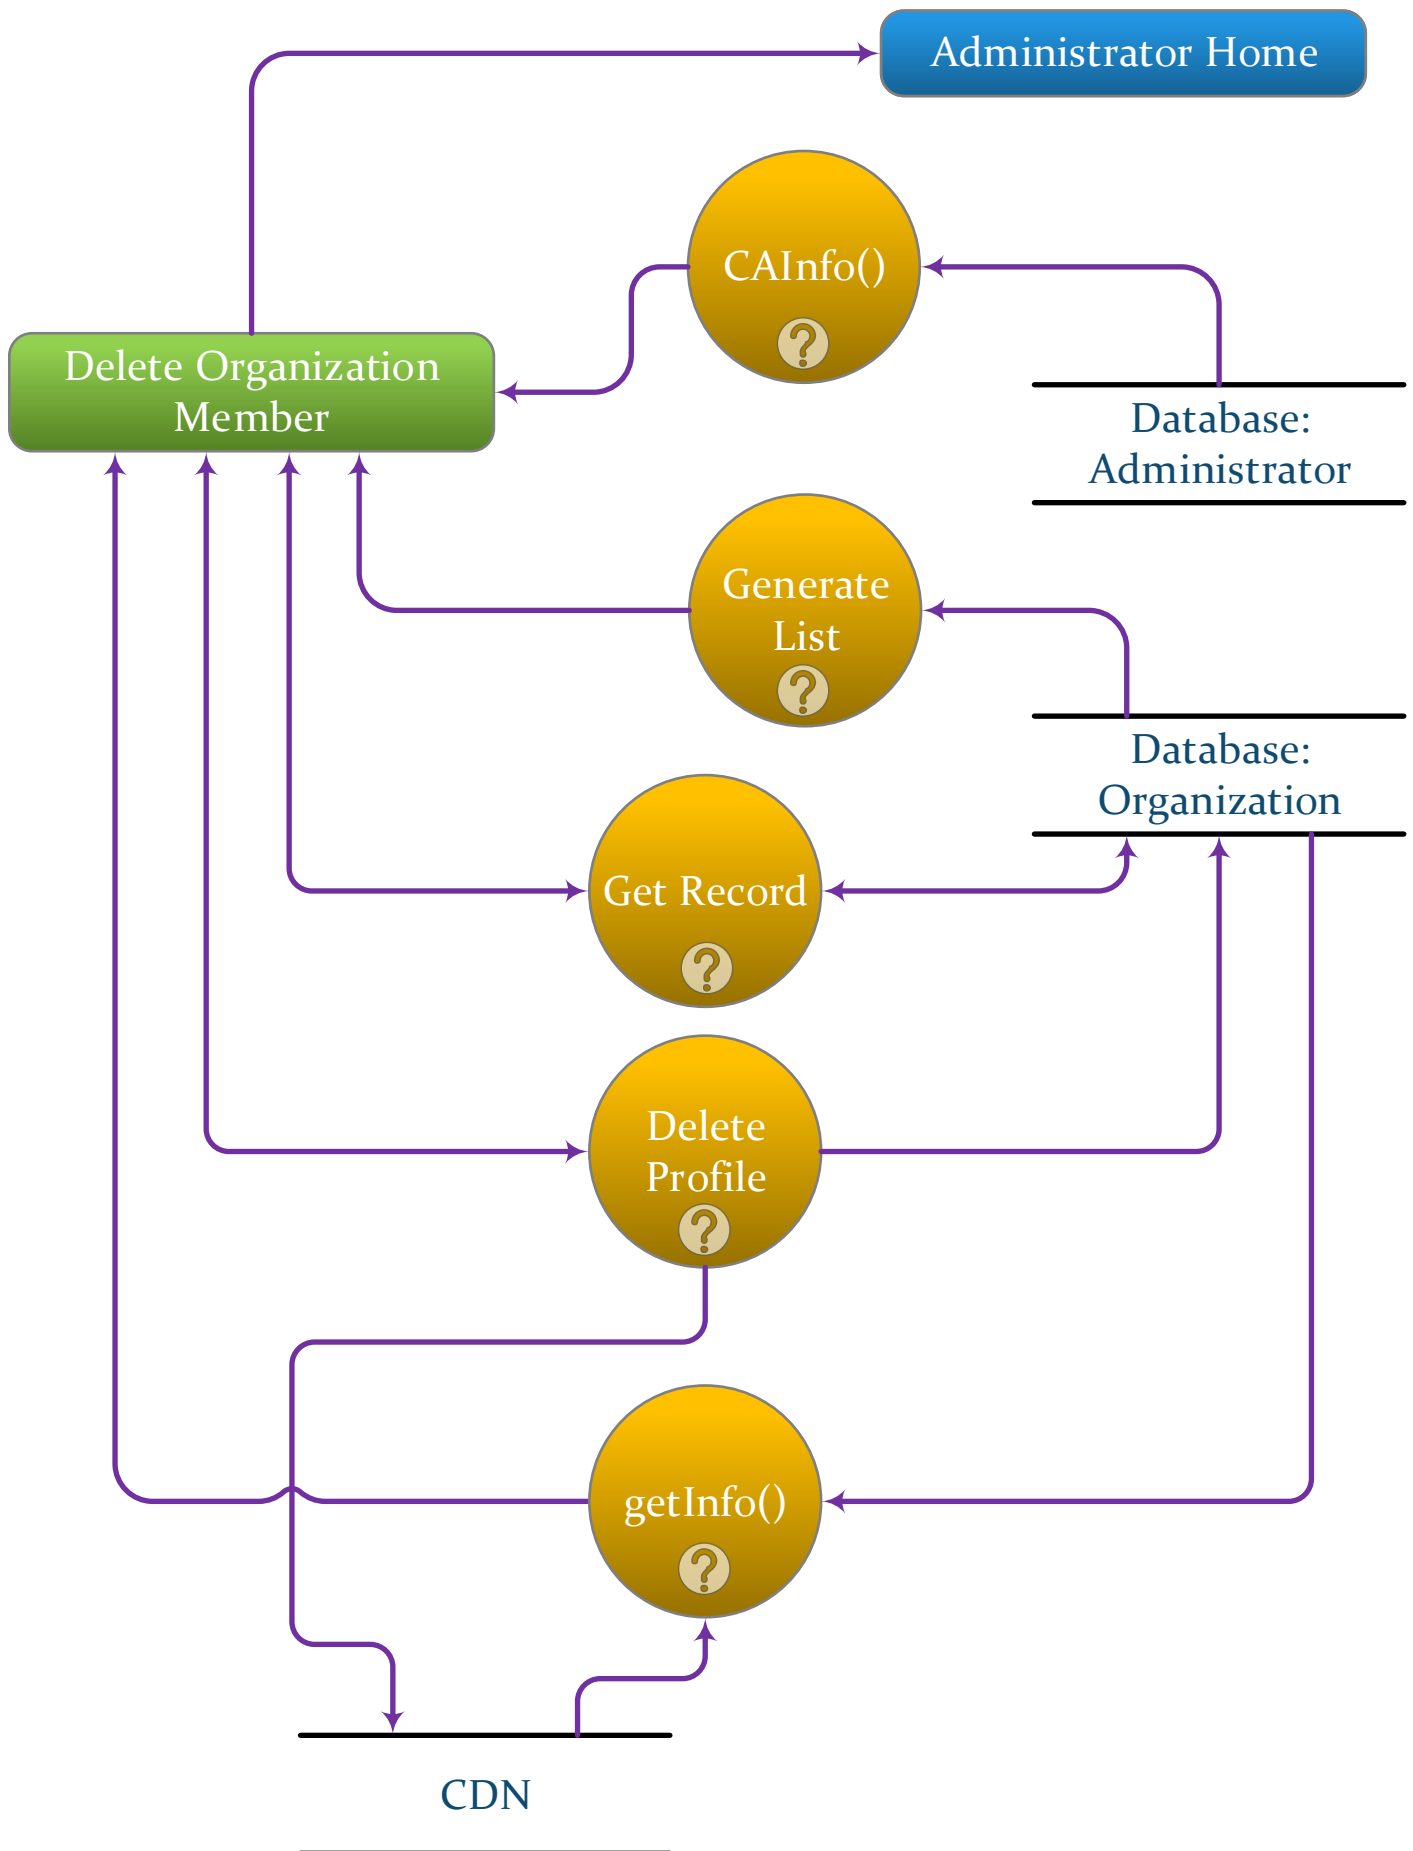 Administrator Home
CAInfo()
?
Delete Organization
Member
Database:
Administrator
Generate
List
?
Database:
Organization
Get Record
?
Delete
Profile
?
getInfo()
?
CDN